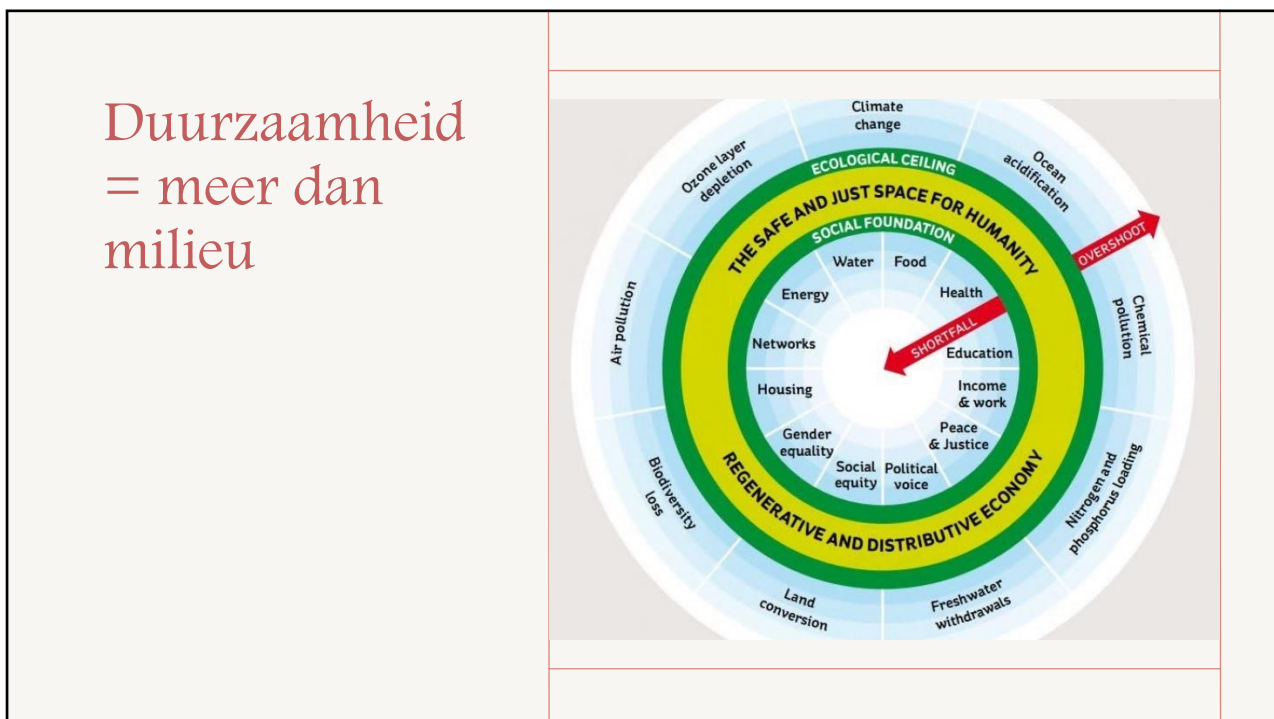 Duurzaamheid
= meer dan
milieu
Climate
change
Ozone layer
depletion
Ocean
acidification
ECOLOGICAL CEILING
THE SAFE AND JUST SPACE FOR HUMANITY
SOCIAL FOUNDATION
OVERSHOOT
Water
Food
Energy
Health
Air pollution
Chemical
pollution
Networks
SHORTFALL
Education
Housing
Income
& work
Gender
equality
Peace
& Justice
Social
equity
Political
voice
REGENERATIVE AND DISTRIBUTIVE ECONOMY
Biodiversity
loss
Nitrogen and
phosphorus loading
Land
conversion
Freshwater
withdrawals